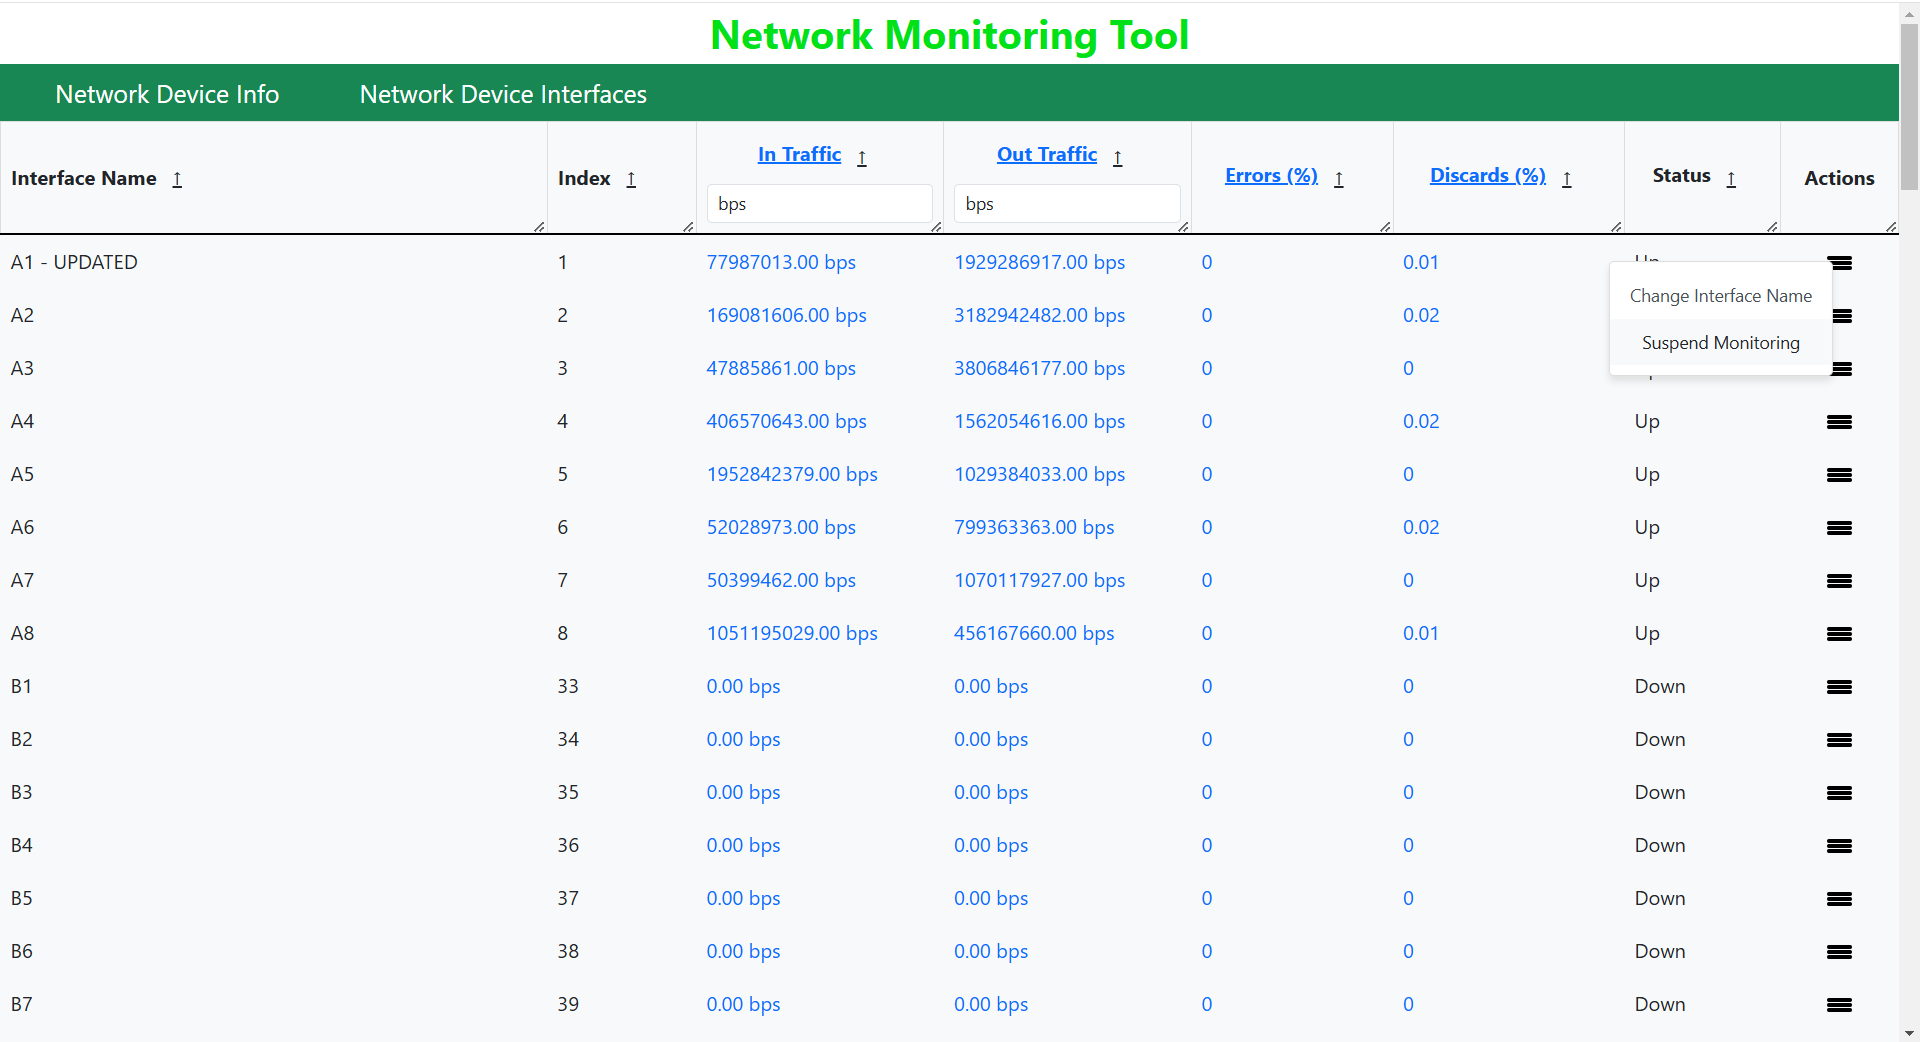 Network Monitoring Tool
Network Device Info Network Device Interfaces
Interface Name ↑ Index ↑ In Traffic ↑ Out Traffic ↑ Errors (%) ↑ Discards (%) ↑ Status ↑ Actions
bps bps
A1 - UPDATED 1 77987013.00 bps 1929286917.00 bps 0 0.01 Up
Change Interface Name
A2 2 169081606.00 bps 3182942482.00 bps 0 0.02
Suspend Monitoring
A3 3 47885861.00 bps 3806846177.00 bps 0 0
A4 4 406570643.00 bps 1562054616.00 bps 0 0.02 Up
A5 5 1952842379.00 bps 1029384033.00 bps 0 0 Up
A6 6 52028973.00 bps 799363363.00 bps 0 0.02 Up
A7 7 50399462.00 bps 1070117927.00 bps 0 0 Up
A8 8 1051195029.00 bps 456167660.00 bps 0 0.01 Up
B1 33 0.00 bps 0.00 bps 0 0 Down
B2 34 0.00 bps 0.00 bps 0 0 Down
B3 35 0.00 bps 0.00 bps 0 0 Down
B4 36 0.00 bps 0.00 bps 0 0 Down
B5 37 0.00 bps 0.00 bps 0 0 Down
B6 38 0.00 bps 0.00 bps 0 0 Down
B7 39 0.00 bps 0.00 bps 0 0 Down